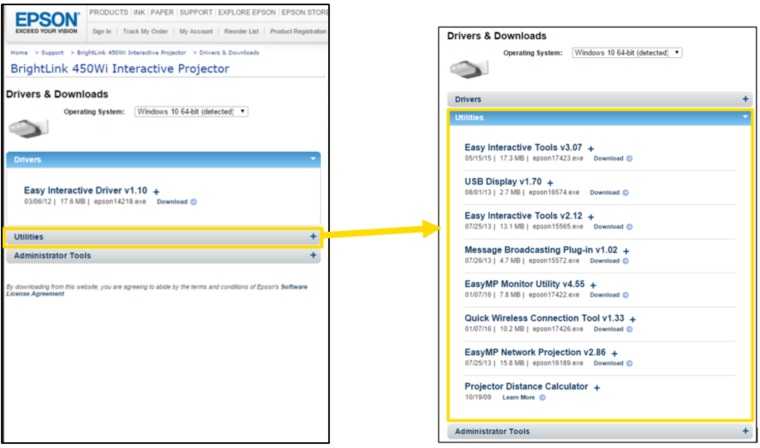 EPSON
EXCEED YOUR VISION
PRODUCTS | INK | PAPER | SUPPORT | EXPLORE EPSON | EPSON STORE
Sign In | Track My Order | My Account | Reorder List | Product Registration
Home > Support > BrightLink 450Wi Interactive Projector > Drivers & Downloads
BrightLink 450Wi Interactive Projector
Drivers & Downloads
Operating System: Windows 10 64-bit (detected)
Drivers
Easy Interactive Driver v1.10 +
03/06/12 | 17.6 MB | epson14218.exe Download
Utilities +
Administrator Tools +
By downloading from this website, you are agreeing to abide by the terms and conditions of Epson's Software
License Agreement.
Drivers & Downloads
Operating System: Windows 10 64-bit (detected)
Drivers +
Utilities
Easy Interactive Tools v3.07 +
05/15/15 | 17.3 MB | epson17423.exe Download
USB Display v1.70 +
08/01/13 | 2.7 MB | epson16574.exe Download
Easy Interactive Tools v2.12 +
07/25/13 | 13.1 MB | epson15565.exe Download
Message Broadcasting Plug-in v1.02 +
07/26/13 | 4.7 MB | epson15572.exe Download
EasyMP Monitor Utility v4.55 +
01/07/16 | 7.8 MB | epson17422.exe Download
Quick Wireless Connection Tool v1.33 +
01/07/16 | 10.2 MB | epson17426.exe Download
EasyMP Network Projection v2.86 +
07/25/13 | 15.8 MB | epson16189.exe Download
Projector Distance Calculator +
10/19/09 Learn More
Administrator Tools +